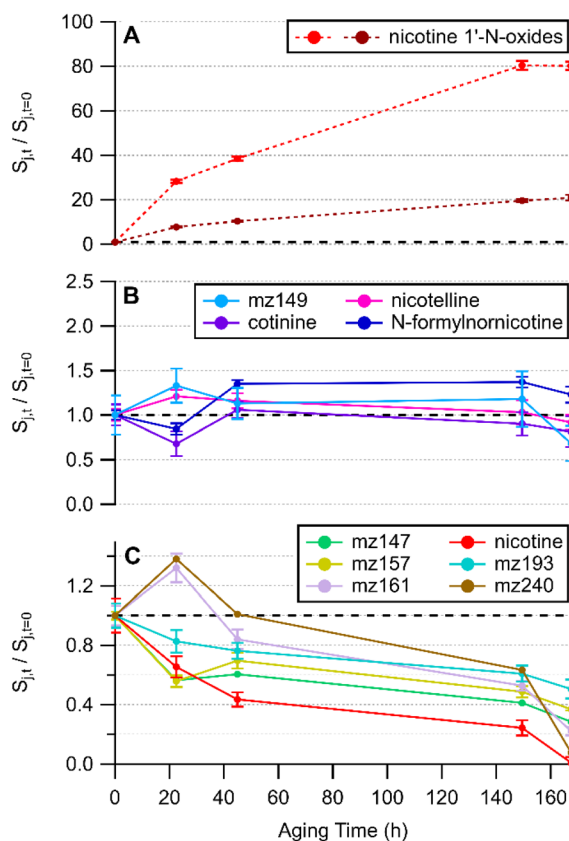 100
80
60
40
20
0
S_j,t / S_j,t=0
A
nicotine 1'-N-oxides
2.5
2.0
1.5
1.0
0.5
0.0
S_j,t / S_j,t=0
B
mz149 nicotelline
cotinine N-formylnornicotine
1.2
0.8
0.4
0.0
S_j,t / S_j,t=0
C
mz147 nicotine
mz157 mz193
mz161 mz240
0 20 40 60 80 100 120 140 160
Aging Time (h)